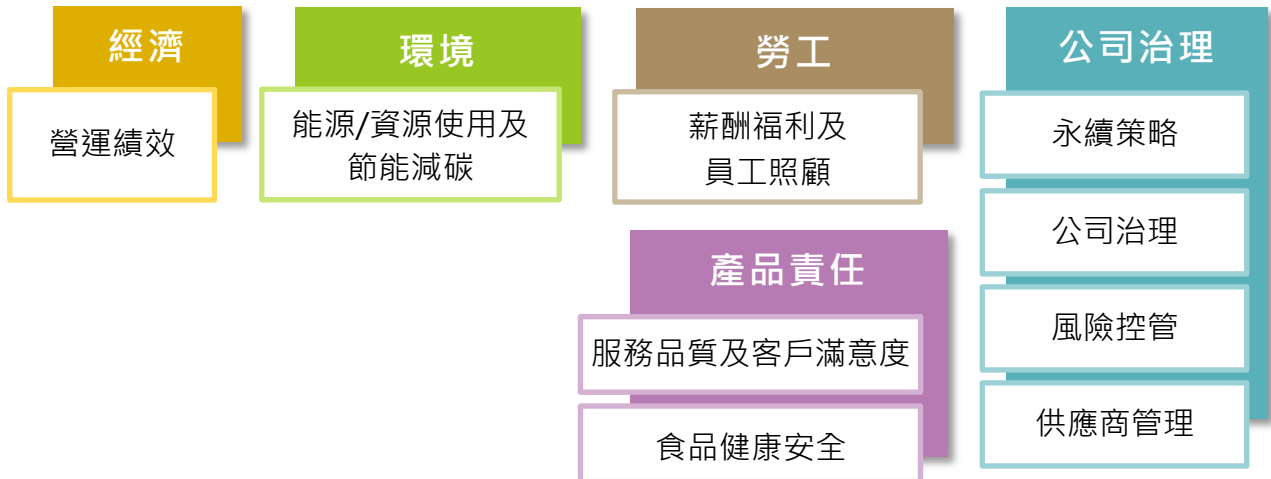 經濟
營運績效
環境
能源/資源使用及
節能減碳
勞工
薪酬福利及
員工照顧
產品責任
服務品質及客戶滿意度
食品健康安全
公司治理
永續策略
公司治理
風險控管
供應商管理